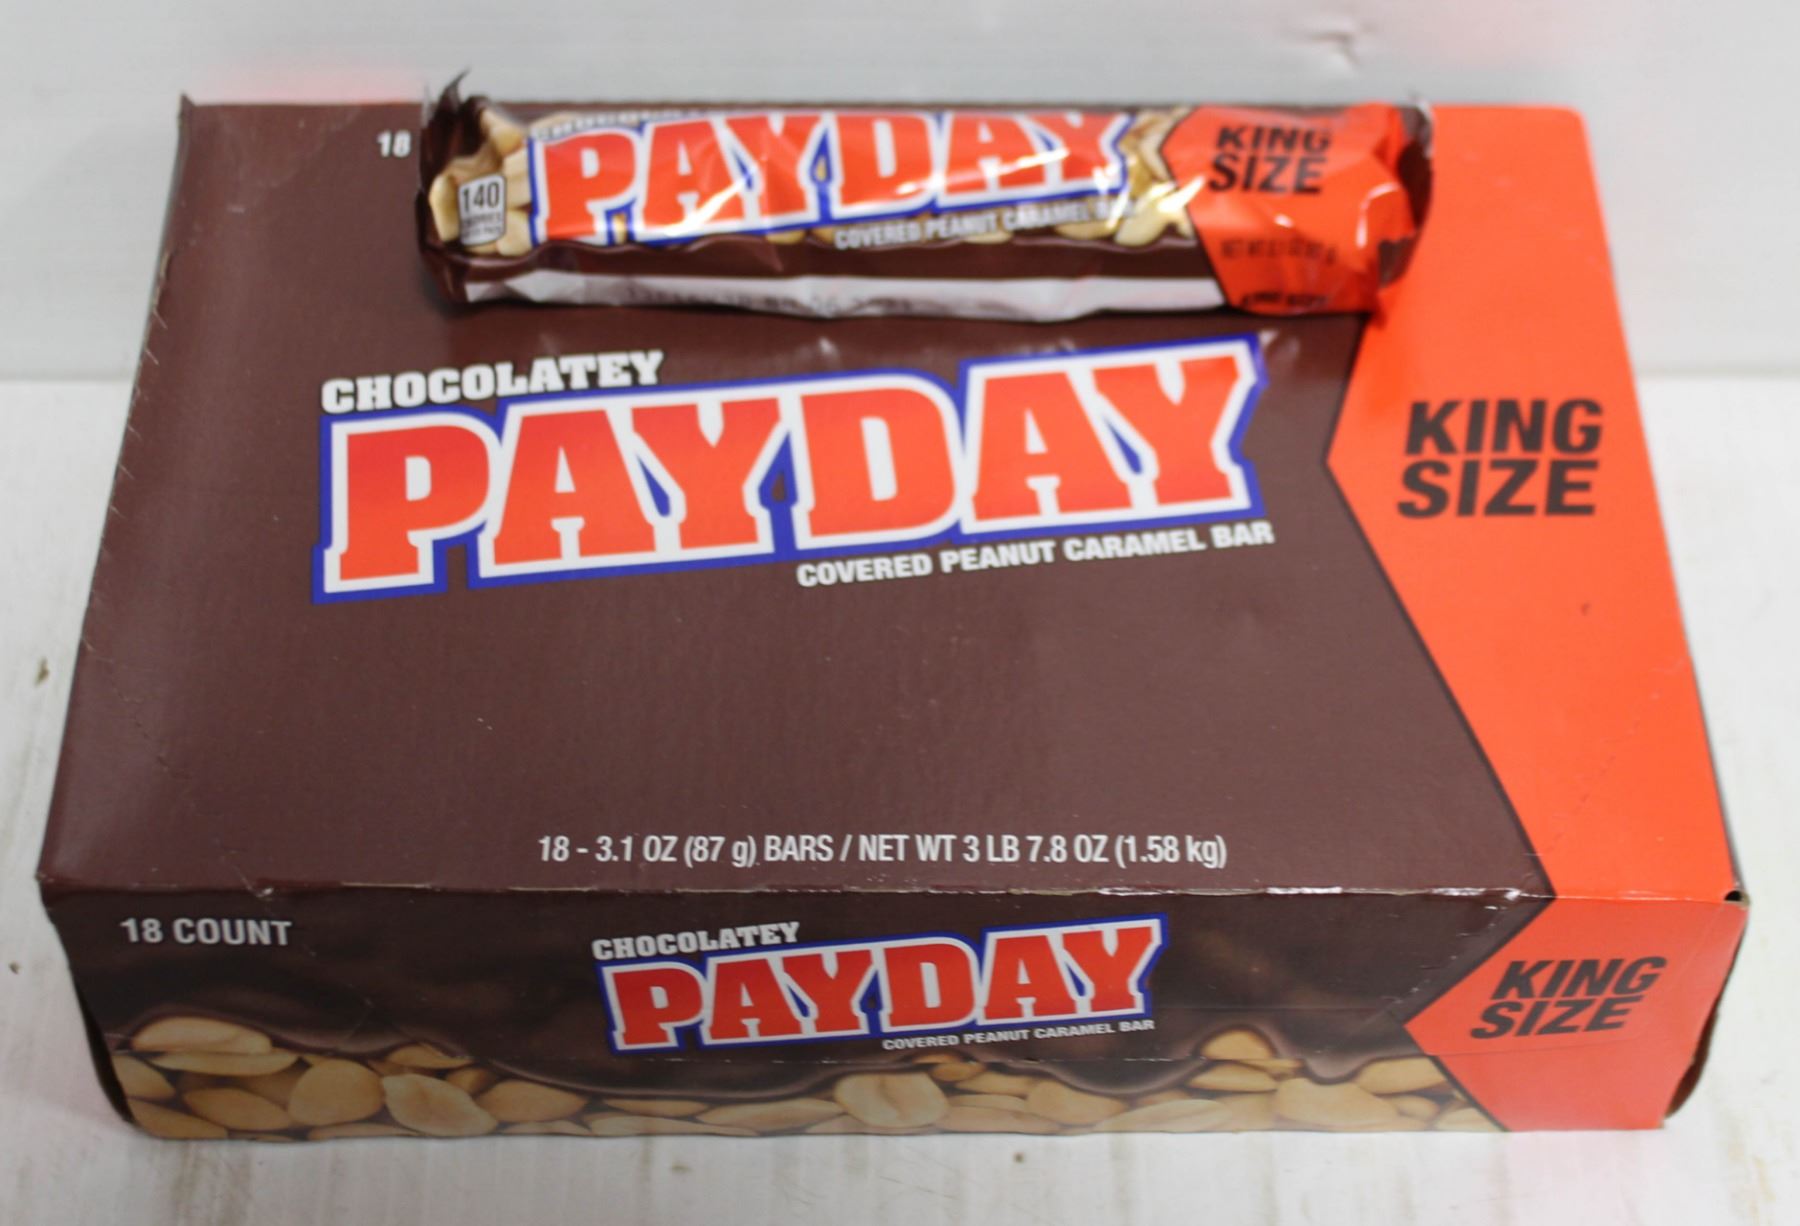 CHOCOLATEY
PAYDAY
COVERED PEANUT CARAMEL
KING
SIZE
140
18
CHOCOLATEY
PAYDAY
COVERED PEANUT CARAMEL BAR
KING
SIZE
18 - 3.1 OZ (87 g) BARS / NET WT 3 LB 7.8 OZ (1.58 kg)
18 COUNT
CHOCOLATEY
PAYDAY
COVERED PEANUT CARAMEL BAR
KING
SIZE